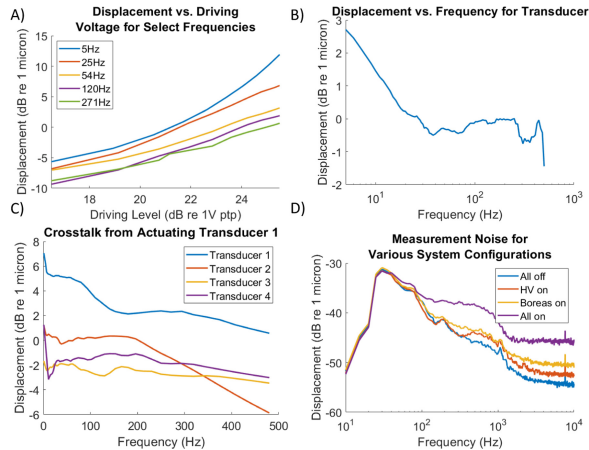 A)
Displacement vs. Driving
Voltage for Select Frequencies
Displacement (dB re 1 micron)
15
10
5
0
-5
-10
5Hz
25Hz
54Hz
120Hz
271Hz
18
20
22
24
Driving Level (dB re 1V ptp)
B)
Displacement vs. Frequency for Transducer
Displacement (dB re 1 micron)
3
2
1
0
-1
-2
10¹
10²
10³
Frequency (Hz)
C)
Crosstalk from Actuating Transducer 1
Displacement (dB re 1 micron)
8
6
4
2
0
-2
-4
-6
Transducer 1
Transducer 2
Transducer 3
Transducer 4
0
100
200
300
400
500
Frequency (Hz)
D)
Measurement Noise for
Various System Configurations
Displacement (dB re 1 micron)
-30
-40
-50
-60
All off
HV on
Boreas on
All on
10¹
10²
10³
10⁴
Frequency (Hz)